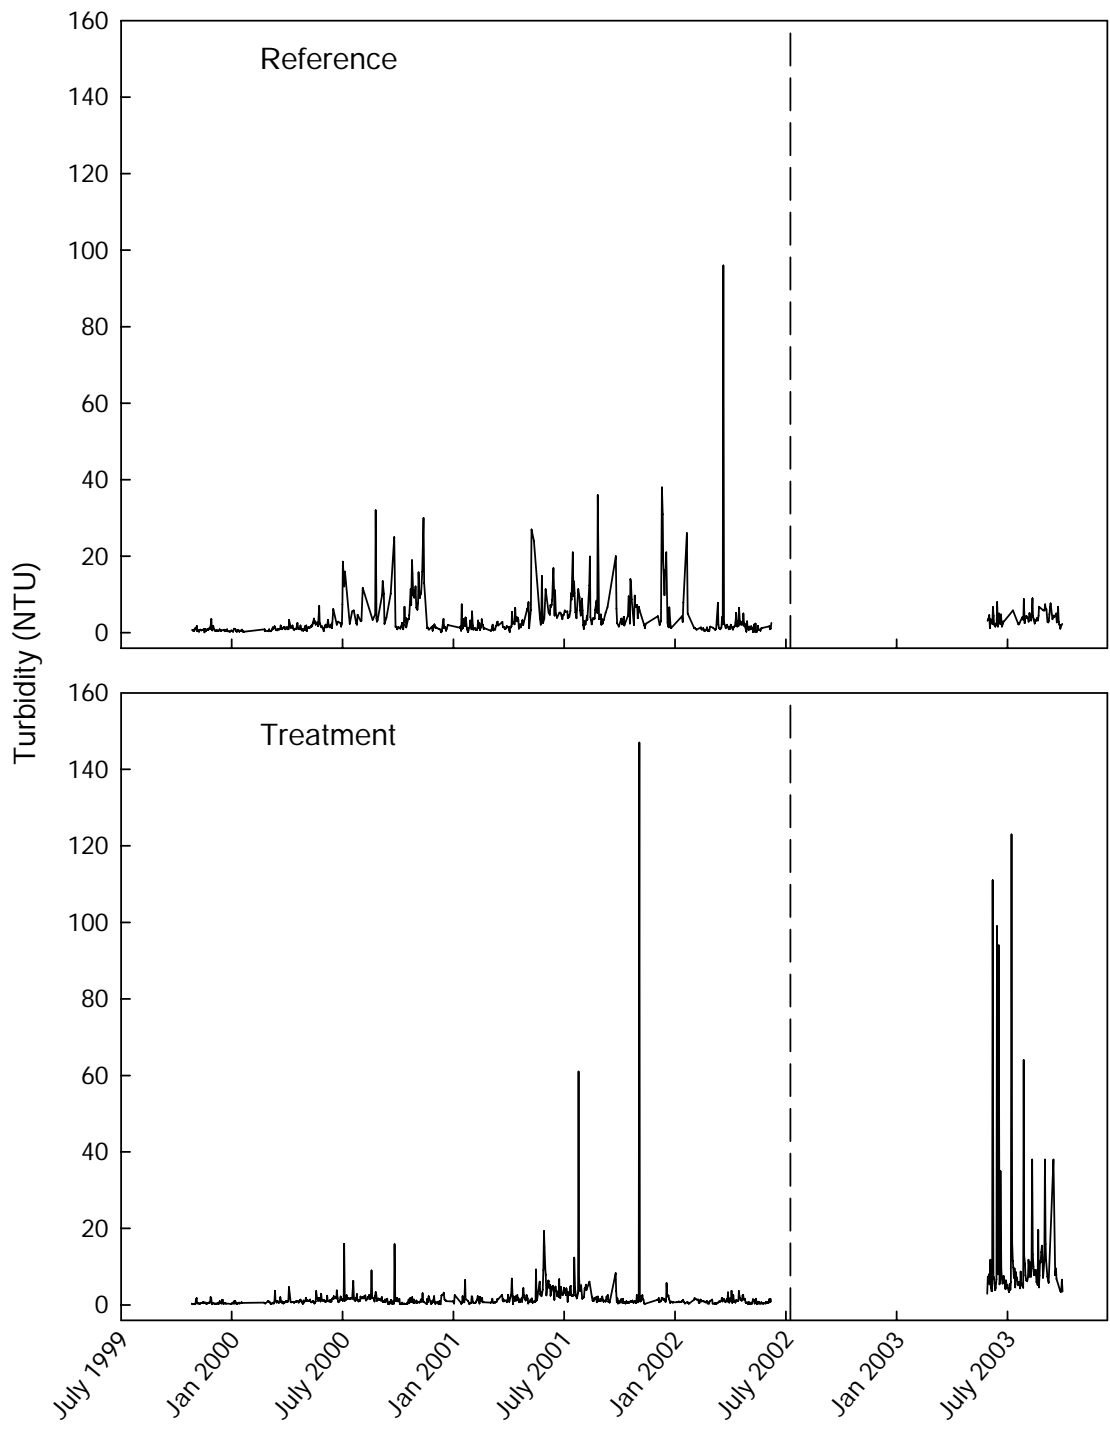 160
Reference
140
120
100
80
60
40
20
0
Turbidity (NTU)
160
Treatment
140
120
100
80
60
40
20
0
July 1999
Jan 2000
July 2000
Jan 2001
July 2001
Jan 2002
July 2002
Jan 2003
July 2003